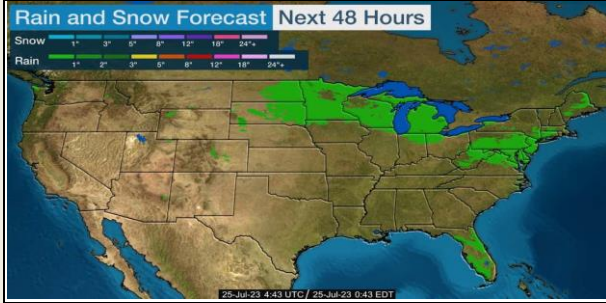 Rain and Snow Forecast Next 48 Hours
Snow 1" 3" 5" 8" 12" 18" 24"+
Rain 1" 2" 3" 5" 8" 12" 18" 24"+
25-Jul-23 4:43 UTC / 25-Jul-23 0:43 EDT